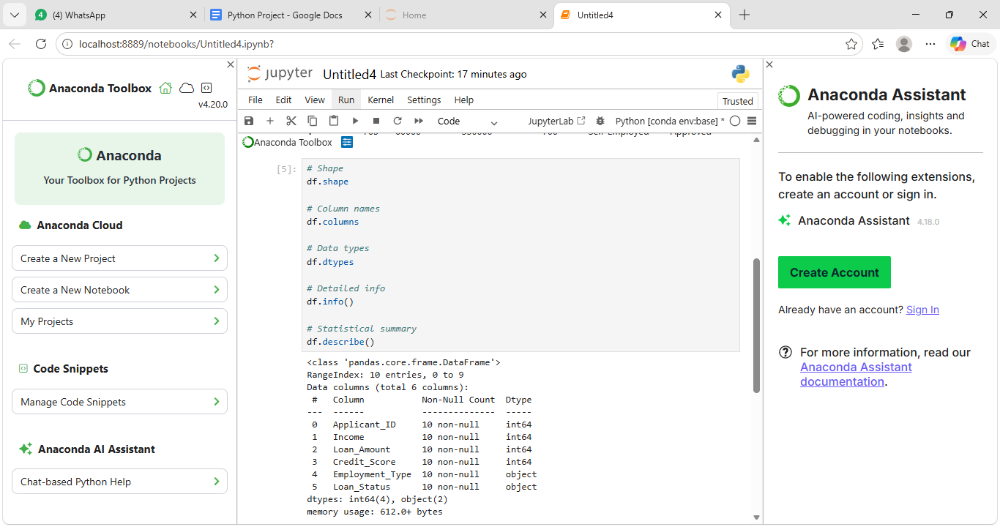 4 (4) WhatsApp
Python Project - Google Docs
Home
Untitled4
localhost:8889/notebooks/Untitled4.ipynb?
Chat
Anaconda Toolbox
v4.20.0
Anaconda
Your Toolbox for Python Projects
Anaconda Cloud
Create a New Project
Create a New Notebook
My Projects
Code Snippets
Manage Code Snippets
Anaconda AI Assistant
Chat-based Python Help
jupyter Untitled4 Last Checkpoint: 17 minutes ago
File Edit View Run Kernel Settings Help
Trusted
Code
JupyterLab
Python [conda env:base] *
Self-Employed Approved
Anaconda Toolbox
[5]:
# Shape
df.shape
# Column names
df.columns
# Data types
df.dtypes
# Detailed info
df.info()
# Statistical summary
df.describe()
<class 'pandas.core.frame.DataFrame'>
RangeIndex: 10 entries, 0 to 9
Data columns (total 6 columns):
# Column Non-Null Count Dtype
--- ------ -------------- -----
0 Applicant_ID 10 non-null int64
1 Income 10 non-null int64
2 Loan_Amount 10 non-null int64
3 Credit_Score 10 non-null int64
4 Employment_Type 10 non-null object
5 Loan_Status 10 non-null object
dtypes: int64(4), object(2)
memory usage: 612.0+ bytes
Anaconda Assistant
AI-powered coding, insights and
debugging in your notebooks.
To enable the following extensions,
create an account or sign in.
Anaconda Assistant 4.18.0
Create Account
Already have an account? Sign In
For more information, read our
Anaconda Assistant
documentation.